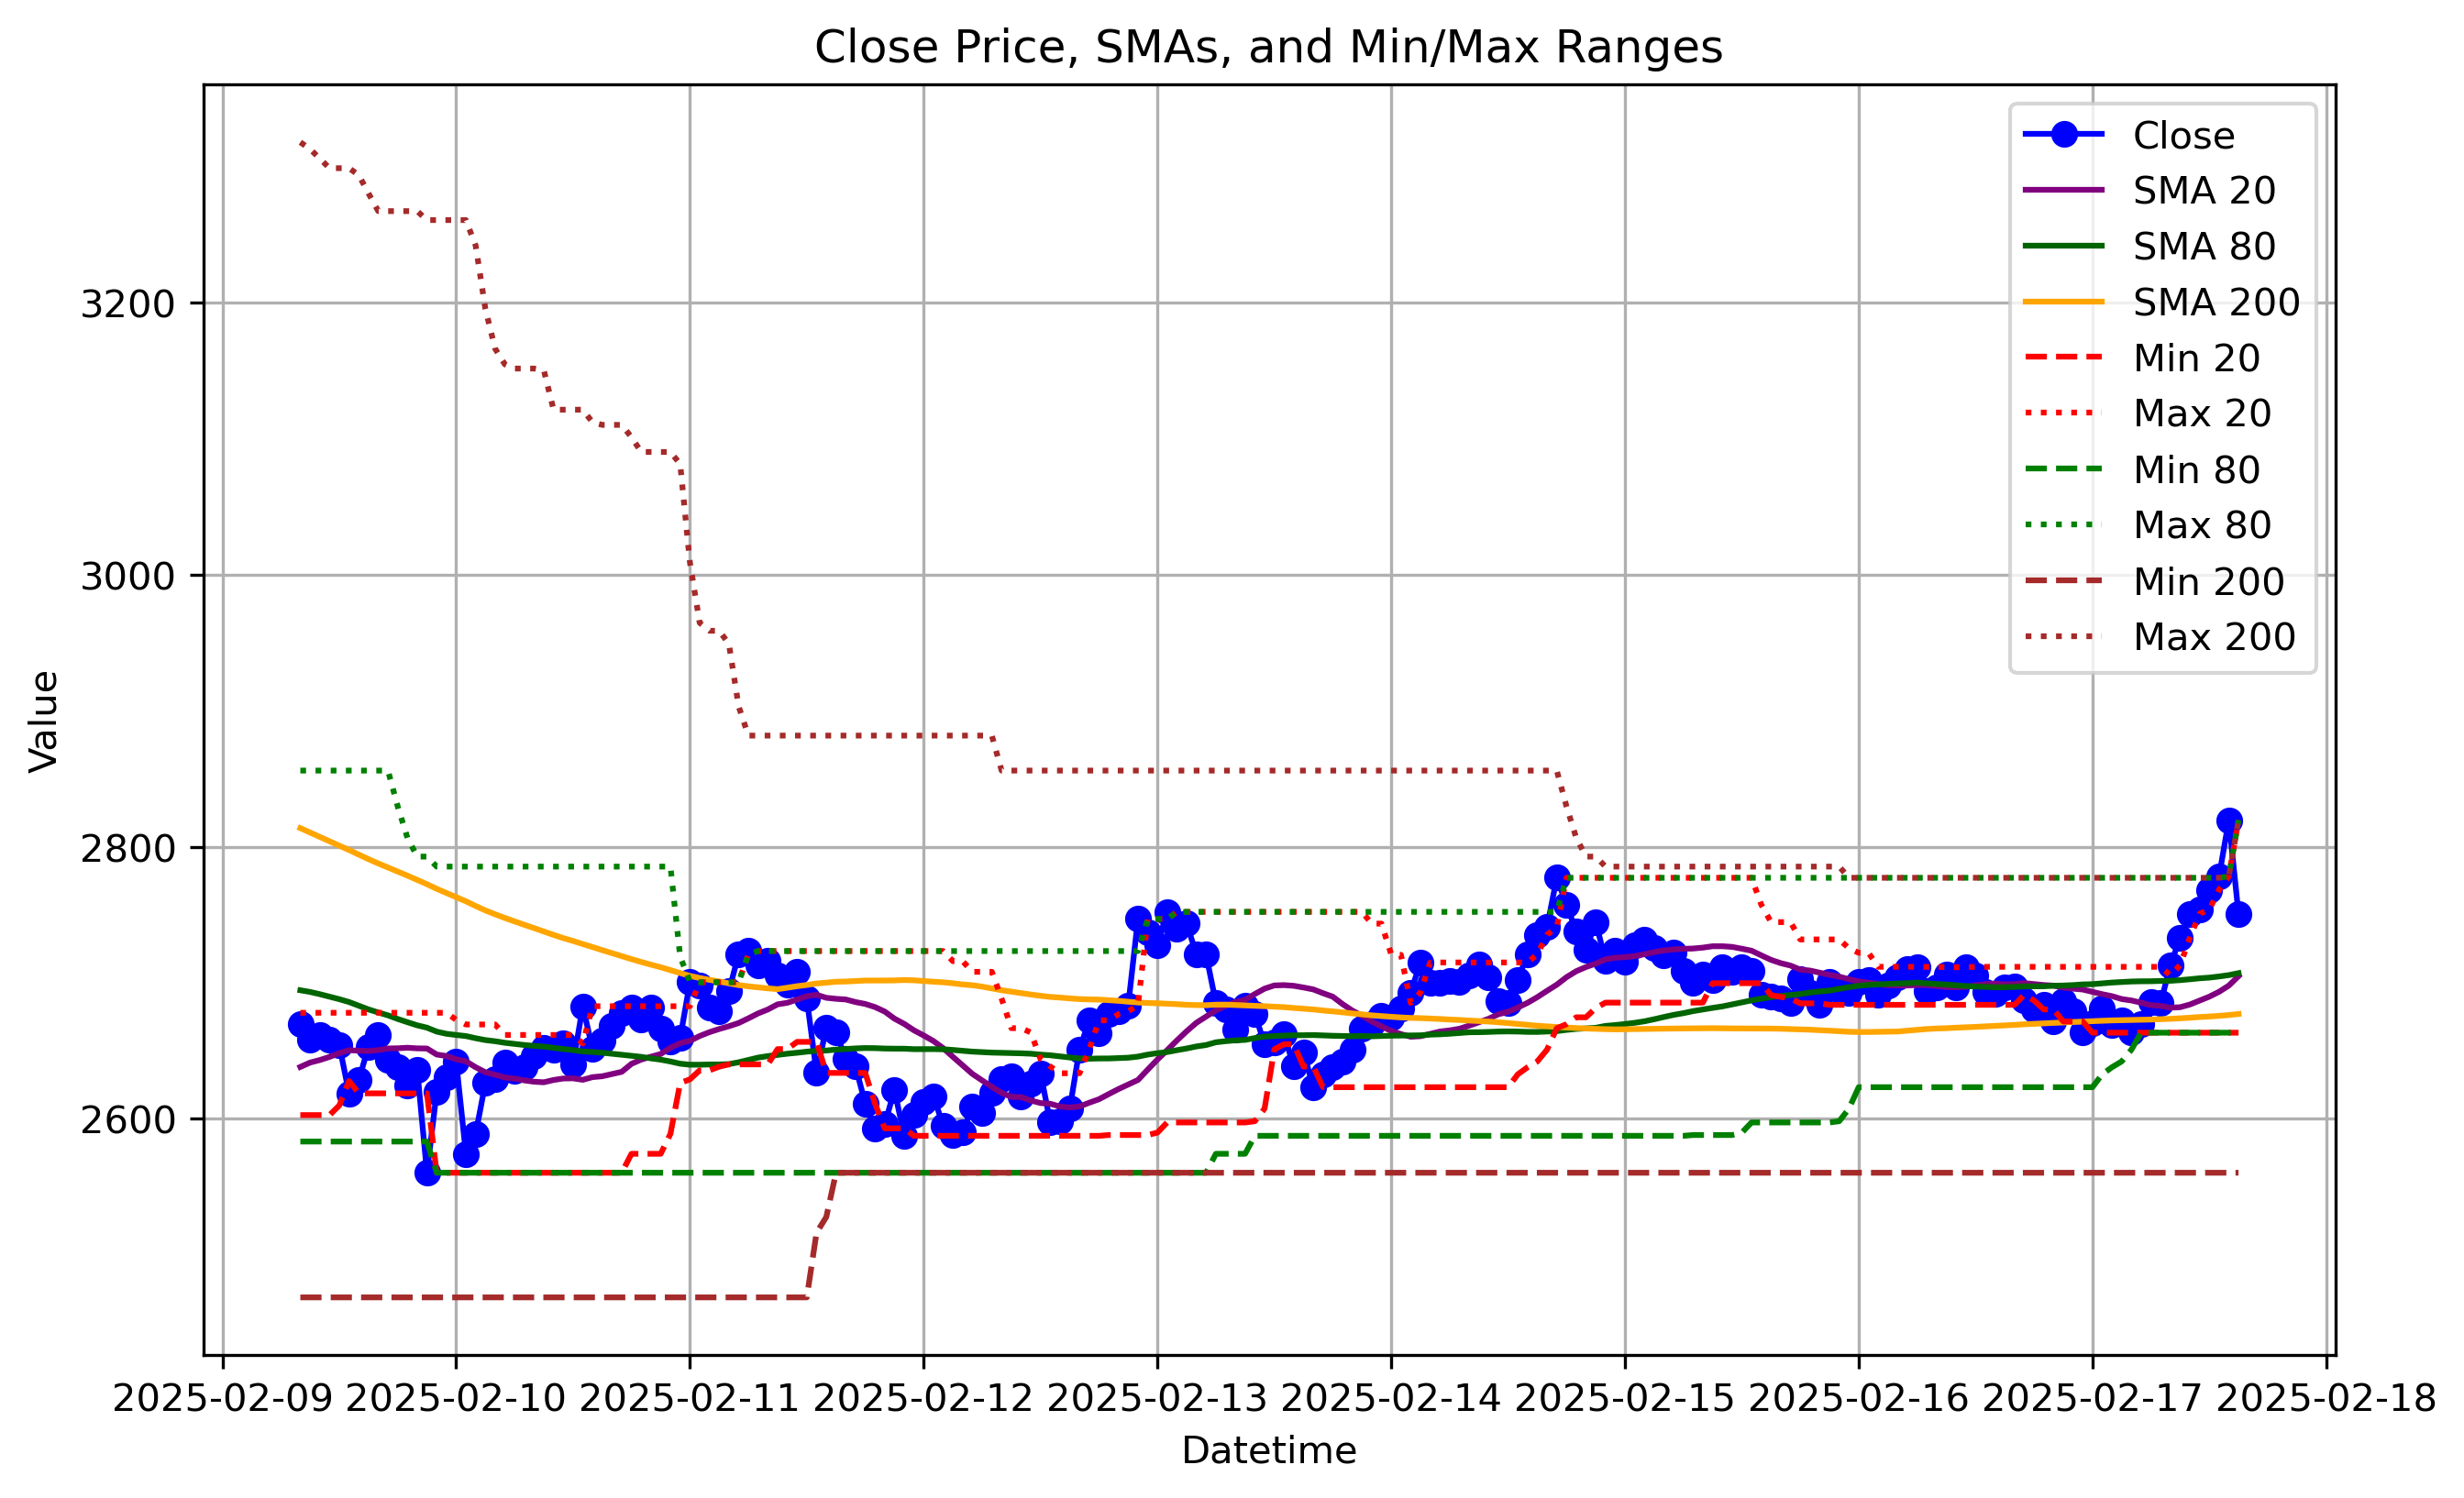 Close Price, SMAs, and Min/Max Ranges
Close
SMA 20
SMA 80
SMA 200
Min 20
Max 20
Min 80
Max 80
Min 200
Max 200
Value
3200
3000
2800
2600
2025-02-09 2025-02-10 2025-02-11 2025-02-12 2025-02-13 2025-02-14 2025-02-15 2025-02-16 2025-02-17 2025-02-18
Datetime